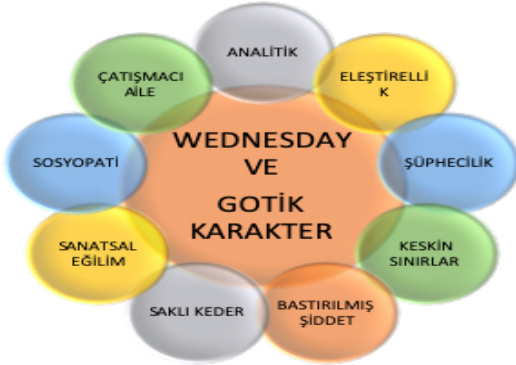 ANALİTİK
ELEŞTİRELLİ
K
ŞÜPHECİLİK
KESKİN
SINIRLAR
BASTIRILMIŞ
ŞİDDET
SAKLI KEDER
SANATSAL
EĞİLİM
SOSYOPATİ
ÇATIŞMACI
AİLE
WEDNESDAY
VE
GOTİK
KARAKTER